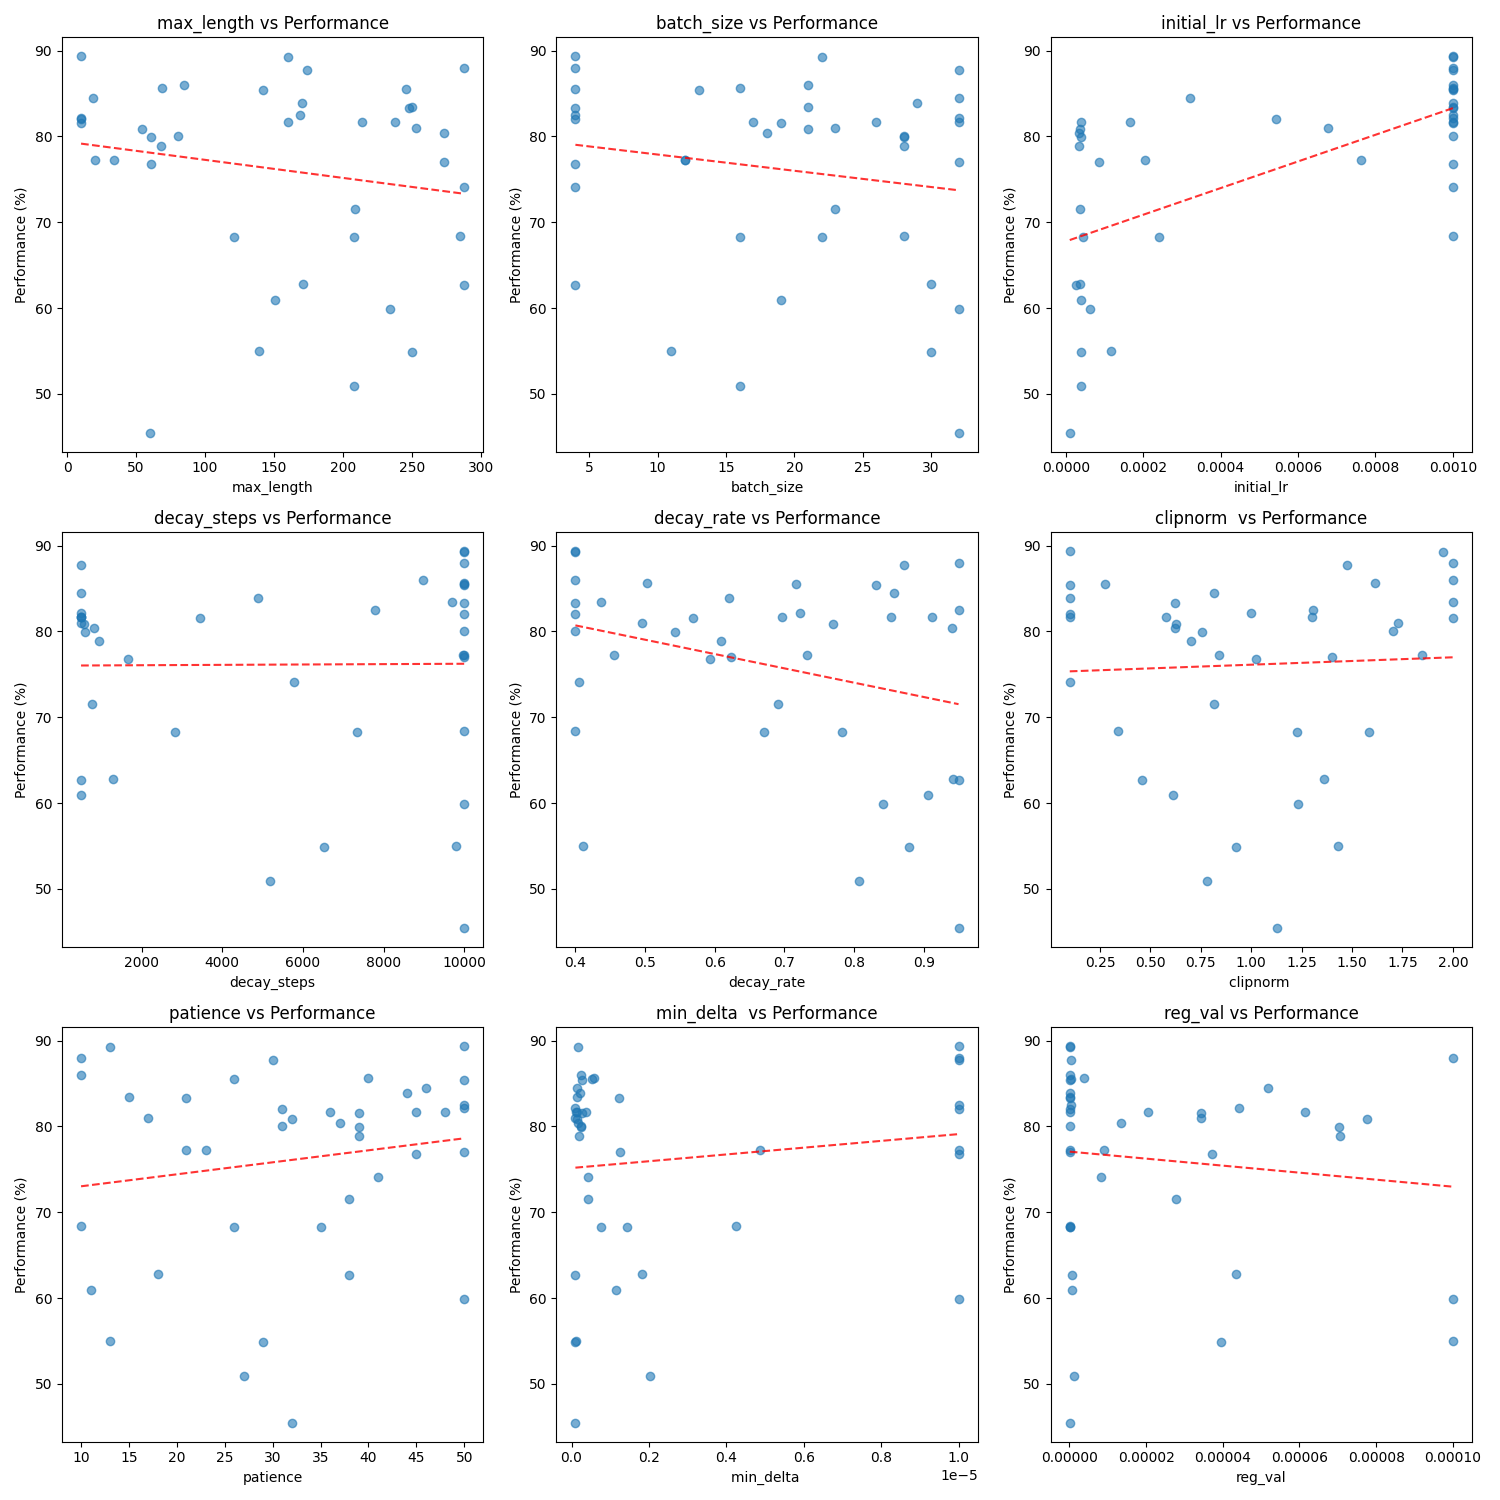 max_length vs Performance
Performance (%)
90
80
70
60
50
0 50 100 150 200 250 300
max_length
batch_size vs Performance
Performance (%)
90
80
70
60
50
5 10 15 20 25 30
batch_size
initial_lr vs Performance
Performance (%)
90
80
70
60
50
0.0000 0.0002 0.0004 0.0006 0.0008 0.0010
initial_lr
decay_steps vs Performance
Performance (%)
90
80
70
60
50
2000 4000 6000 8000 10000
decay_steps
decay_rate vs Performance
Performance (%)
90
80
70
60
50
0.4 0.5 0.6 0.7 0.8 0.9
decay_rate
clipnorm vs Performance
Performance (%)
90
80
70
60
50
0.25 0.50 0.75 1.00 1.25 1.50 1.75 2.00
clipnorm
patience vs Performance
Performance (%)
90
80
70
60
50
10 15 20 25 30 35 40 45 50
patience
min_delta vs Performance
Performance (%)
90
80
70
60
50
0.0 0.2 0.4 0.6 0.8 1.0
1e−5
min_delta
reg_val vs Performance
Performance (%)
90
80
70
60
50
0.00000 0.00002 0.00004 0.00006 0.00008 0.00010
reg_val